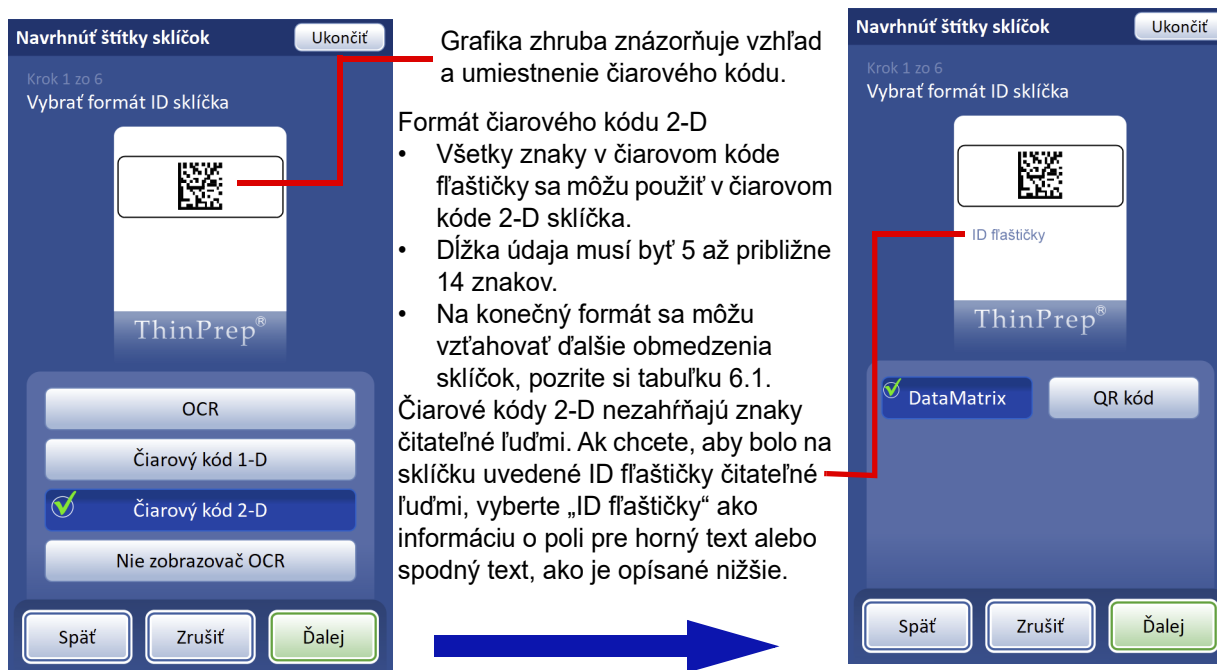 Navrhnúť štítky sklíčok
Ukončiť
Krok 1 zo 6
Vybrať formát ID sklíčka
ThinPrep®
OCR
Čiarový kód 1-D
Čiarový kód 2-D
Nie zobrazovač OCR
Späť
Zrušiť
Ďalej
Grafika zhruba znázorňuje vzhľad
a umiestnenie čiarového kódu.
Formát čiarového kódu 2-D
• Všetky znaky v čiarovom kóde
fľaštičky sa môžu použiť v čiarovom
kóde 2-D sklíčka.
• Dĺžka údaja musí byť 5 až približne
14 znakov.
• Na konečný formát sa môžu
vzťahovať ďalšie obmedzenia
sklíčok, pozrite si tabuľku 6.1.
Čiarové kódy 2-D nezahŕňajú znaky
čitateľné ľuďmi. Ak chcete, aby bolo na
sklíčku uvedené ID fľaštičky čitateľné
ľuďmi, vyberte „ID fľaštičky“ ako
informáciu o poli pre horný text alebo
spodný text, ako je opísané nižšie.
Navrhnúť štítky sklíčok
Ukončiť
Krok 1 zo 6
Vybrať formát ID sklíčka
ID fľaštičky
ThinPrep®
DataMatrix
QR kód
Späť
Zrušiť
Ďalej